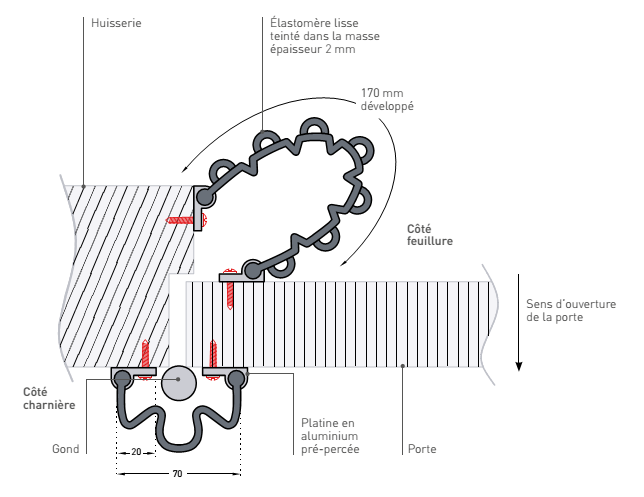 Huisserie
Élastomère lisse
teinté dans la masse
épaisseur 2 mm
170 mm
développé
Côté
feuillure
Sens d'ouverture
de la porte
Côté
charnière
Gond
Platine en
aluminium
pré-percée
Porte
20
70